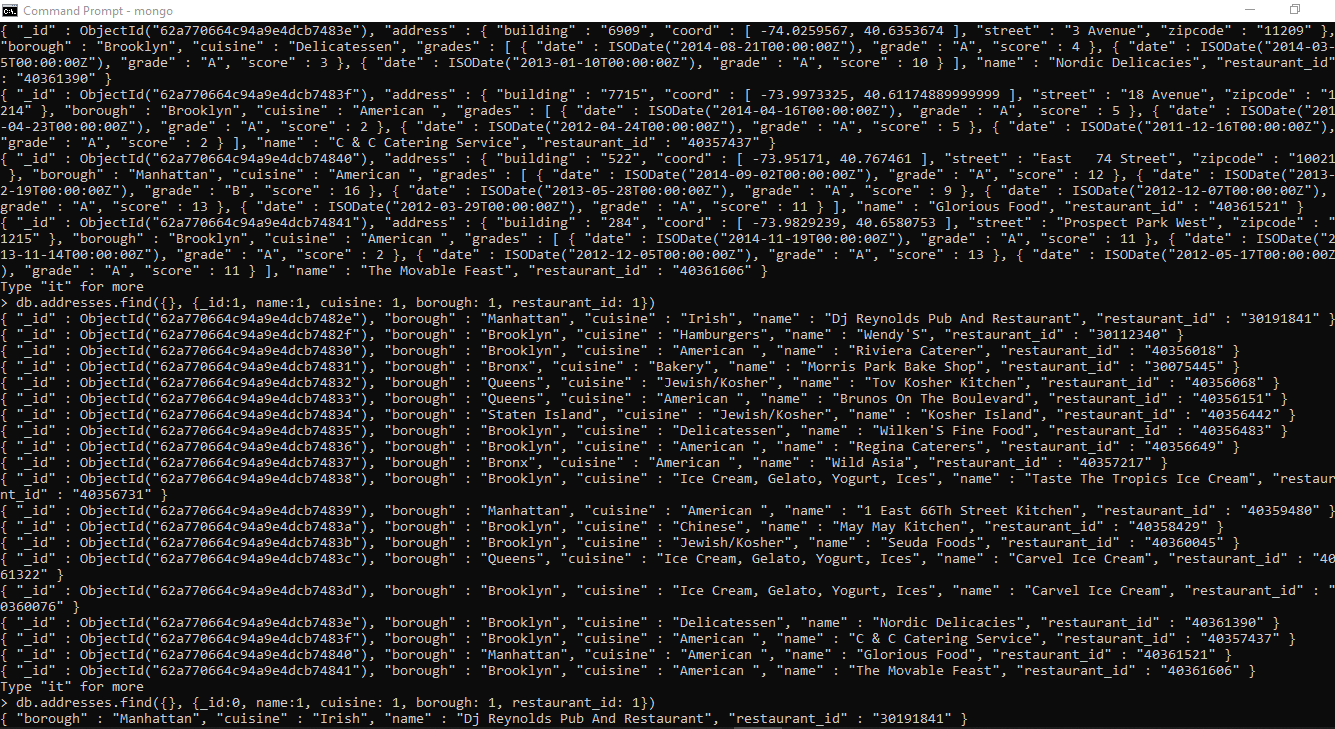 Command Prompt - mongo
{ "_id" : ObjectId("62a770664c94a9e4dcb7483e"), "address" : { "building" : "6909", "coord" : [ -74.0259567, 40.6353674 ], "street" : "3 Avenue", "zipcode" : "11209" },
"borough" : "Brooklyn", "cuisine" : "Delicatessen", "grades" : [ { "date" : ISODate("2014-08-21T00:00:00Z"), "grade" : "A", "score" : 4 }, { "date" : ISODate("2014-03-
5T00:00:00Z"), "grade" : "A", "score" : 3 }, { "date" : ISODate("2013-01-10T00:00:00Z"), "grade" : "A", "score" : 10 } ], "name" : "Nordic Delicacies", "restaurant_id"
: "40361390" }
{ "_id" : ObjectId("62a770664c94a9e4dcb7483f"), "address" : { "building" : "7715", "coord" : [ -73.9973325, 40.61174889999999 ], "street" : "18 Avenue", "zipcode" : "1
214" }, "borough" : "Brooklyn", "cuisine" : "American ", "grades" : [ { "date" : ISODate("2014-04-16T00:00:00Z"), "grade" : "A", "score" : 5 }, { "date" : ISODate("201
-04-23T00:00:00Z"), "grade" : "A", "score" : 2 }, { "date" : ISODate("2012-04-24T00:00:00Z"), "grade" : "A", "score" : 5 }, { "date" : ISODate("2011-12-16T00:00:00Z"),
"grade" : "A", "score" : 2 } ], "name" : "C & C Catering Service", "restaurant_id" : "40357437" }
{ "_id" : ObjectId("62a770664c94a9e4dcb74840"), "address" : { "building" : "522", "coord" : [ -73.95171, 40.767461 ], "street" : "East   74 Street", "zipcode" : "10021
 }, "borough" : "Manhattan", "cuisine" : "American ", "grades" : [ { "date" : ISODate("2014-09-02T00:00:00Z"), "grade" : "A", "score" : 12 }, { "date" : ISODate("2013-
2-19T00:00:00Z"), "grade" : "B", "score" : 16 }, { "date" : ISODate("2013-05-28T00:00:00Z"), "grade" : "A", "score" : 9 }, { "date" : ISODate("2012-12-07T00:00:00Z"),
grade" : "A", "score" : 13 }, { "date" : ISODate("2012-03-29T00:00:00Z"), "grade" : "A", "score" : 11 } ], "name" : "Glorious Food", "restaurant_id" : "40361521" }
{ "_id" : ObjectId("62a770664c94a9e4dcb74841"), "address" : { "building" : "284", "coord" : [ -73.9829239, 40.6580753 ], "street" : "Prospect Park West", "zipcode" :
1215" }, "borough" : "Brooklyn", "cuisine" : "American ", "grades" : [ { "date" : ISODate("2014-11-19T00:00:00Z"), "grade" : "A", "score" : 11 }, { "date" : ISODate("2
13-11-14T00:00:00Z"), "grade" : "A", "score" : 2 }, { "date" : ISODate("2012-12-05T00:00:00Z"), "grade" : "A", "score" : 13 }, { "date" : ISODate("2012-05-17T00:00:00Z
), "grade" : "A", "score" : 11 } ], "name" : "The Movable Feast", "restaurant_id" : "40361606" }
Type "it" for more
> db.addresses.find({}, {_id:1, name:1, cuisine: 1, borough: 1, restaurant_id: 1})
{ "_id" : ObjectId("62a770664c94a9e4dcb7482e"), "borough" : "Manhattan", "cuisine" : "Irish", "name" : "Dj Reynolds Pub And Restaurant", "restaurant_id" : "30191841" }
{ "_id" : ObjectId("62a770664c94a9e4dcb7482f"), "borough" : "Brooklyn", "cuisine" : "Hamburgers", "name" : "Wendy'S", "restaurant_id" : "30112340" }
{ "_id" : ObjectId("62a770664c94a9e4dcb74830"), "borough" : "Brooklyn", "cuisine" : "American ", "name" : "Riviera Caterer", "restaurant_id" : "40356018" }
{ "_id" : ObjectId("62a770664c94a9e4dcb74831"), "borough" : "Bronx", "cuisine" : "Bakery", "name" : "Morris Park Bake Shop", "restaurant_id" : "30075445" }
{ "_id" : ObjectId("62a770664c94a9e4dcb74832"), "borough" : "Queens", "cuisine" : "Jewish/Kosher", "name" : "Tov Kosher Kitchen", "restaurant_id" : "40356068" }
{ "_id" : ObjectId("62a770664c94a9e4dcb74833"), "borough" : "Queens", "cuisine" : "American ", "name" : "Brunos On The Boulevard", "restaurant_id" : "40356151" }
{ "_id" : ObjectId("62a770664c94a9e4dcb74834"), "borough" : "Staten Island", "cuisine" : "Jewish/Kosher", "name" : "Kosher Island", "restaurant_id" : "40356442" }
{ "_id" : ObjectId("62a770664c94a9e4dcb74835"), "borough" : "Brooklyn", "cuisine" : "Delicatessen", "name" : "Wilken'S Fine Food", "restaurant_id" : "40356483" }
{ "_id" : ObjectId("62a770664c94a9e4dcb74836"), "borough" : "Brooklyn", "cuisine" : "American ", "name" : "Regina Caterers", "restaurant_id" : "40356649" }
{ "_id" : ObjectId("62a770664c94a9e4dcb74837"), "borough" : "Bronx", "cuisine" : "American ", "name" : "Wild Asia", "restaurant_id" : "40357217" }
{ "_id" : ObjectId("62a770664c94a9e4dcb74838"), "borough" : "Brooklyn", "cuisine" : "Ice Cream, Gelato, Yogurt, Ices", "name" : "Taste The Tropics Ice Cream", "restaur
nt_id" : "40356731" }
{ "_id" : ObjectId("62a770664c94a9e4dcb74839"), "borough" : "Manhattan", "cuisine" : "American ", "name" : "1 East 66Th Street Kitchen", "restaurant_id" : "40359480" }
{ "_id" : ObjectId("62a770664c94a9e4dcb7483a"), "borough" : "Brooklyn", "cuisine" : "Chinese", "name" : "May May Kitchen", "restaurant_id" : "40358429" }
{ "_id" : ObjectId("62a770664c94a9e4dcb7483b"), "borough" : "Brooklyn", "cuisine" : "Jewish/Kosher", "name" : "Seuda Foods", "restaurant_id" : "40360045" }
{ "_id" : ObjectId("62a770664c94a9e4dcb7483c"), "borough" : "Queens", "cuisine" : "Ice Cream, Gelato, Yogurt, Ices", "name" : "Carvel Ice Cream", "restaurant_id" : "40
61322" }
{ "_id" : ObjectId("62a770664c94a9e4dcb7483d"), "borough" : "Brooklyn", "cuisine" : "Ice Cream, Gelato, Yogurt, Ices", "name" : "Carvel Ice Cream", "restaurant_id" : "
0360076" }
{ "_id" : ObjectId("62a770664c94a9e4dcb7483e"), "borough" : "Brooklyn", "cuisine" : "Delicatessen", "name" : "Nordic Delicacies", "restaurant_id" : "40361390" }
{ "_id" : ObjectId("62a770664c94a9e4dcb7483f"), "borough" : "Brooklyn", "cuisine" : "American ", "name" : "C & C Catering Service", "restaurant_id" : "40357437" }
{ "_id" : ObjectId("62a770664c94a9e4dcb74840"), "borough" : "Manhattan", "cuisine" : "American ", "name" : "Glorious Food", "restaurant_id" : "40361521" }
{ "_id" : ObjectId("62a770664c94a9e4dcb74841"), "borough" : "Brooklyn", "cuisine" : "American ", "name" : "The Movable Feast", "restaurant_id" : "40361606" }
Type "it" for more
> db.addresses.find({}, {_id:0, name:1, cuisine: 1, borough: 1, restaurant_id: 1})
{ "borough" : "Manhattan", "cuisine" : "Irish", "name" : "Dj Reynolds Pub And Restaurant", "restaurant_id" : "30191841" }